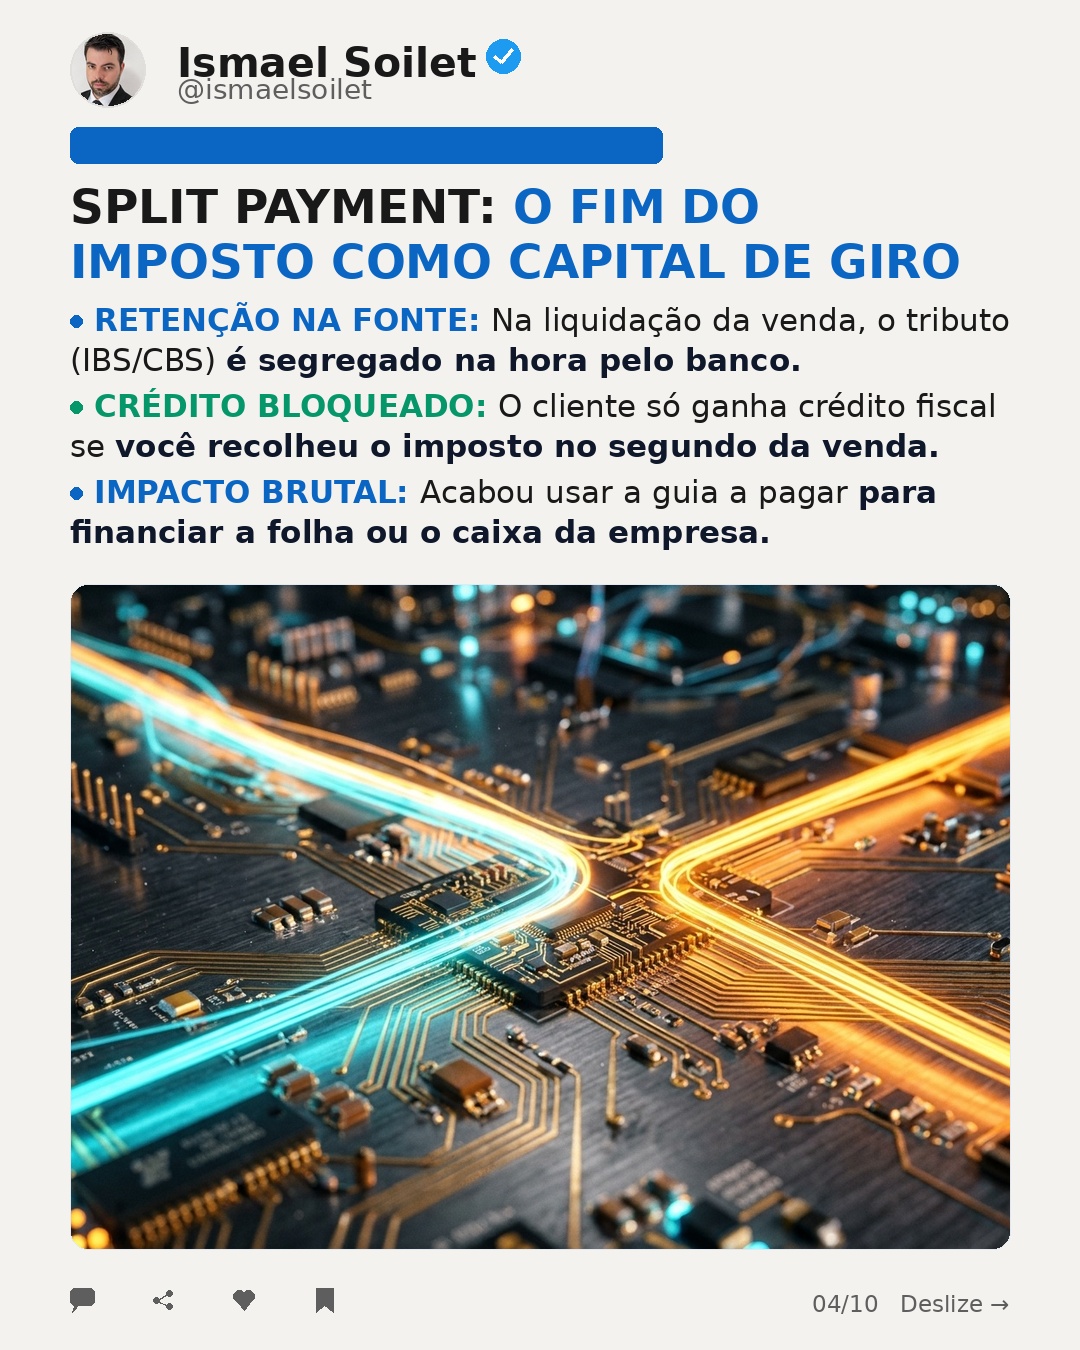 Ismael Soilet
@ismaelsoilet
SPLIT PAYMENT: O FIM DO
IMPOSTO COMO CAPITAL DE GIRO
• RETENÇÃO NA FONTE: Na liquidação da venda, o tributo
(IBS/CBS) é segregado na hora pelo banco.
• CRÉDITO BLOQUEADO: O cliente só ganha crédito fiscal
se você recolheu o imposto no segundo da venda.
• IMPACTO BRUTAL: Acabou usar a guia a pagar para
financiar a folha ou o caixa da empresa.
04/10 Deslize →